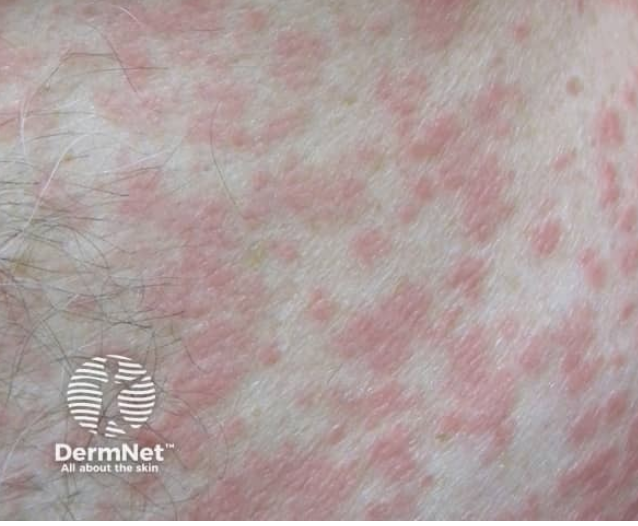 DermNet™
All about the skin